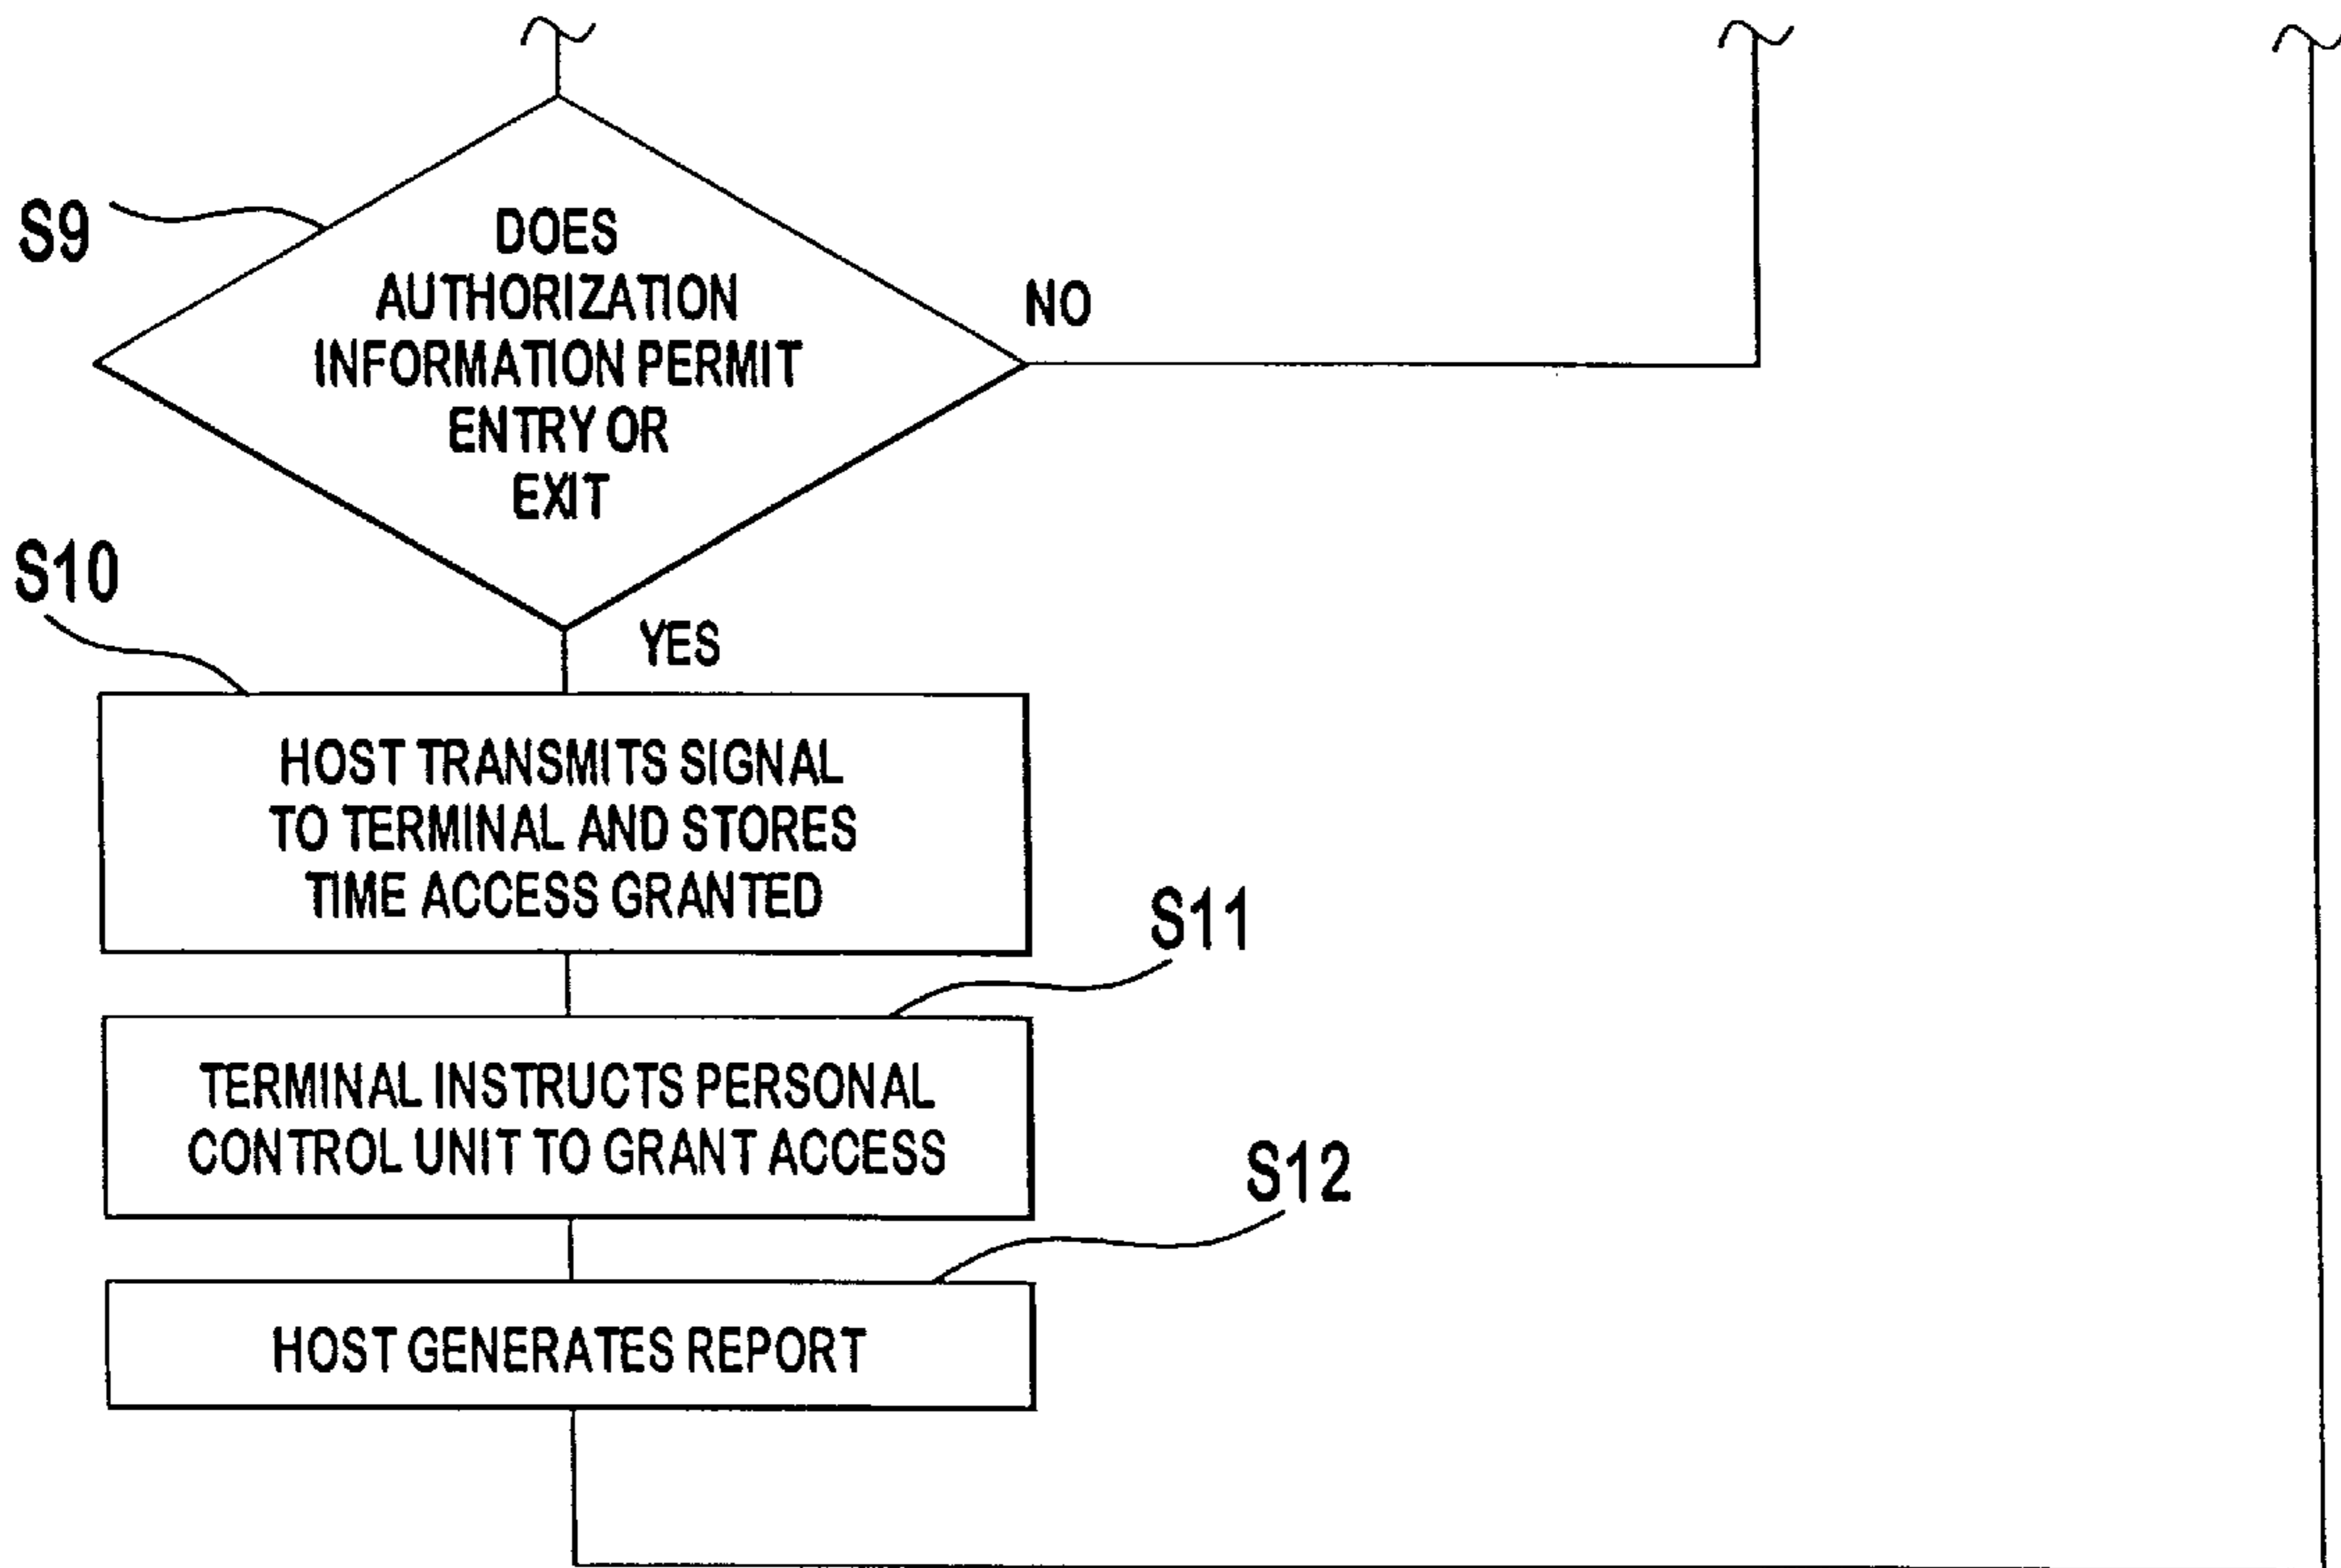 S9
DOES
AUTHORIZATION
INFORMATION PERMIT
ENTRY OR
EXIT
NO
S10
YES
HOST TRANSMITS SIGNAL
TO TERMINAL AND STORES
TIME ACCESS GRANTED
S11
TERMINAL INSTRUCTS PERSONAL
CONTROL UNIT TO GRANT ACCESS
S12
HOST GENERATES REPORT